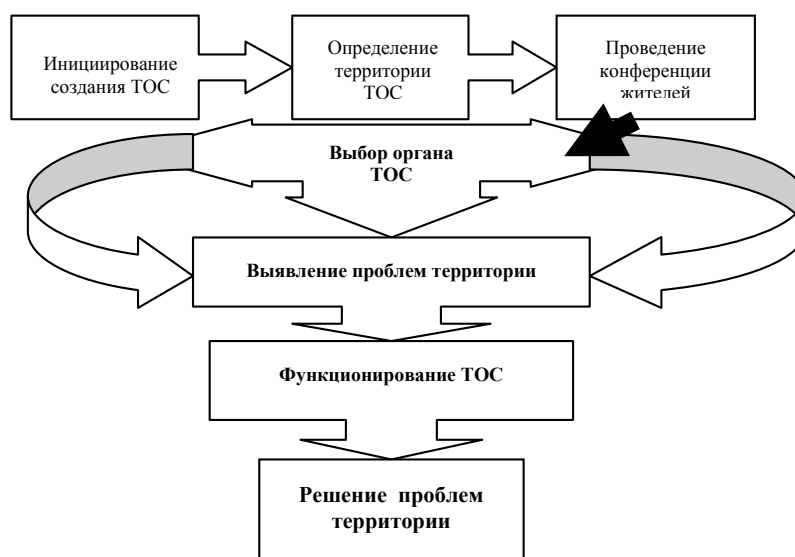 Инициирование
создания ТОС
Определение
территории
ТОС
Проведение
конференции
жителей
Выбор органа
ТОС
Выявление проблем территории
Функционирование ТОС
Решение проблем
территории